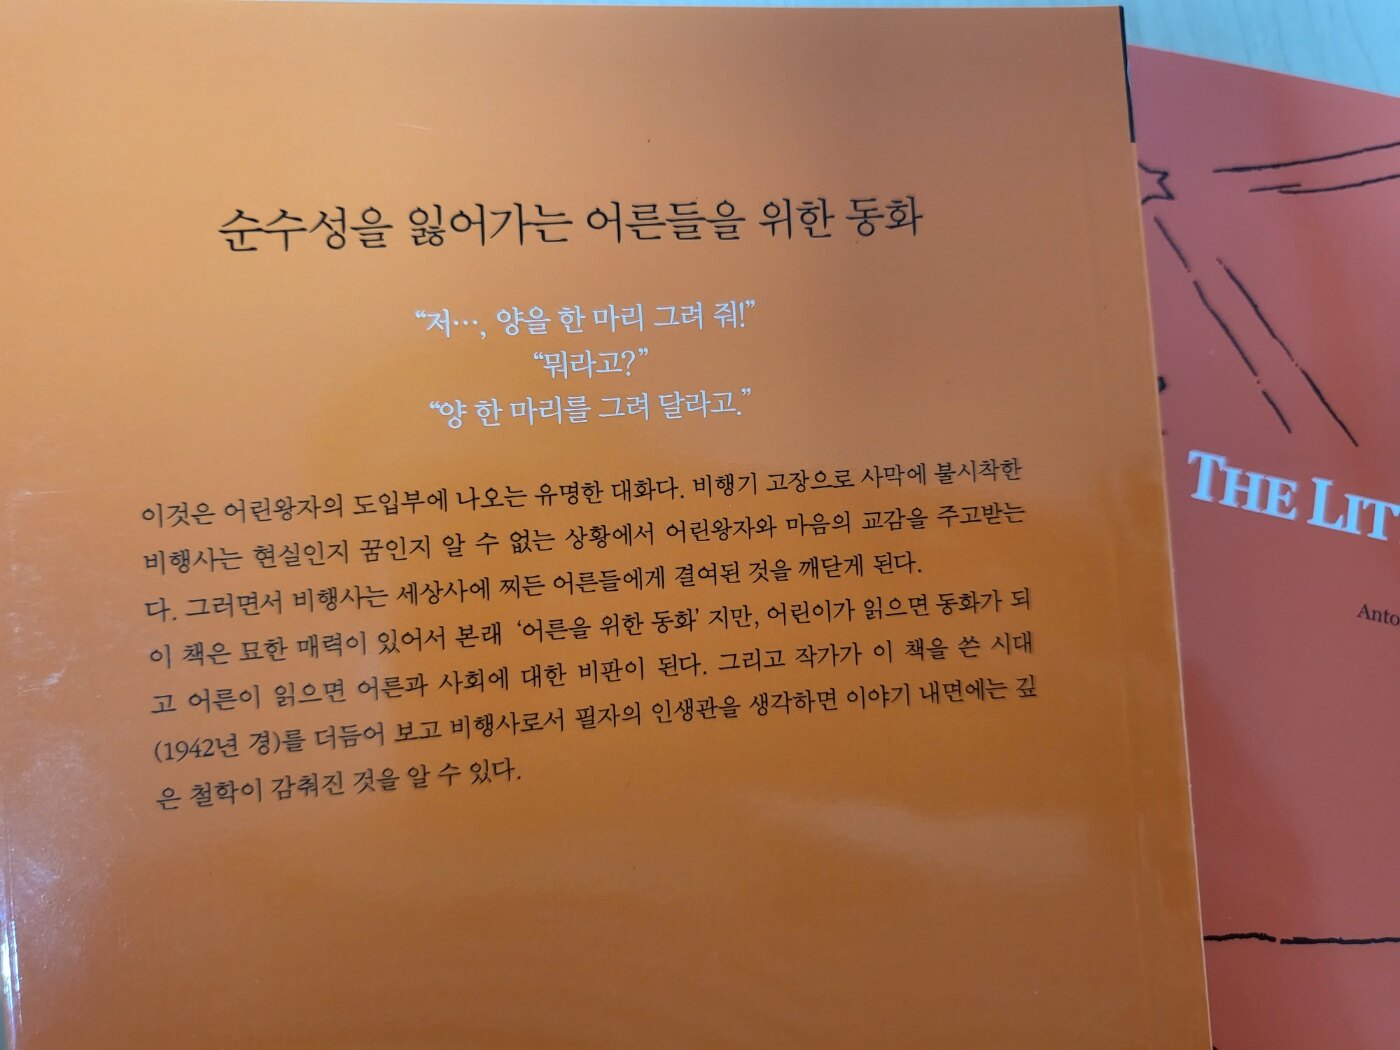 순수성을 잃어가는 어른들을 위한 동화
“저…, 양을 한 마리 그려 줘!”
“뭐라고?”
“양 한 마리를 그려 달라고.”
이것은 어린왕자의 도입부에 나오는 유명한 대화다. 비행기 고장으로 사막에 불시착한
비행사는 현실인지 꿈인지 알 수 없는 상황에서 어린왕자와 마음의 교감을 주고받는
다. 그러면서 비행사는 세상사에 찌든 어른들에게 결여된 것을 깨닫게 된다.
이 책은 묘한 매력이 있어서 본래 ‘어른을 위한 동화’ 지만, 어린이가 읽으면 동화가 되
고 어른이 읽으면 어른과 사회에 대한 비판이 된다. 그리고 작가가 이 책을 쓴 시대
(1942년 경)를 더듬어 보고 비행사로서 필자의 인생관을 생각하면 이야기 내면에는 깊
은 철학이 감춰진 것을 알 수 있다.
THE LIT
Anto